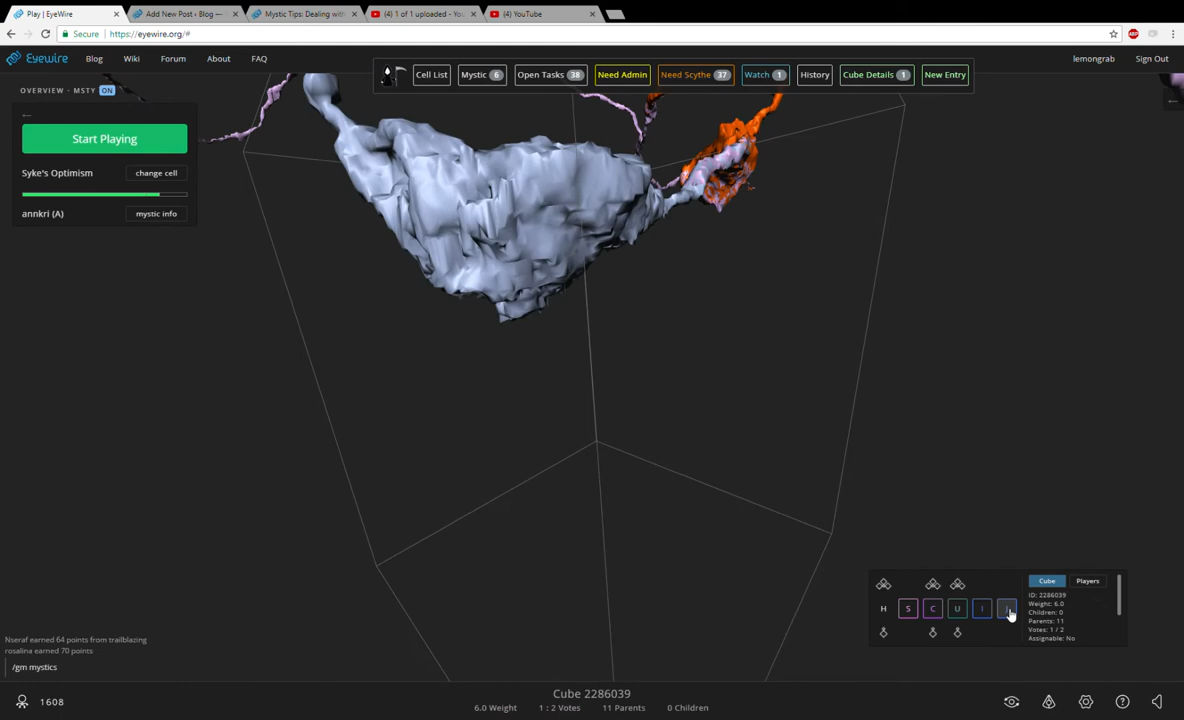 Play | EyeWire
Add New Post ‹ Blog —
Mystic Tips: Dealing with
(4) 1 of 1 uploaded - You
(4) YouTube
Secure
https://eyewire.org/#
ABP
Eyewire
Blog
Wiki
Forum
About
FAQ
Cell List
Mystic 6
Open Tasks 38
Need Admin
Need Scythe 37
Watch 1
History
Cube Details 1
New Entry
lemongrab
Sign Out
OVERVIEW - MSTY ON
Start Playing
Syke's Optimism
change cell
annkri (A)
mystic info
H S C U I
Cube
Players
ID: 2286039
Weight: 6.0
Children: 0
Parents: 11
Votes: 1 / 2
Assignable: No
Nseraf earned 64 points from trailblazing
rosalina earned 70 points
/gm mystics
1608
Cube 2286039
6.0 Weight
1 : 2 Votes
11 Parents
0 Children